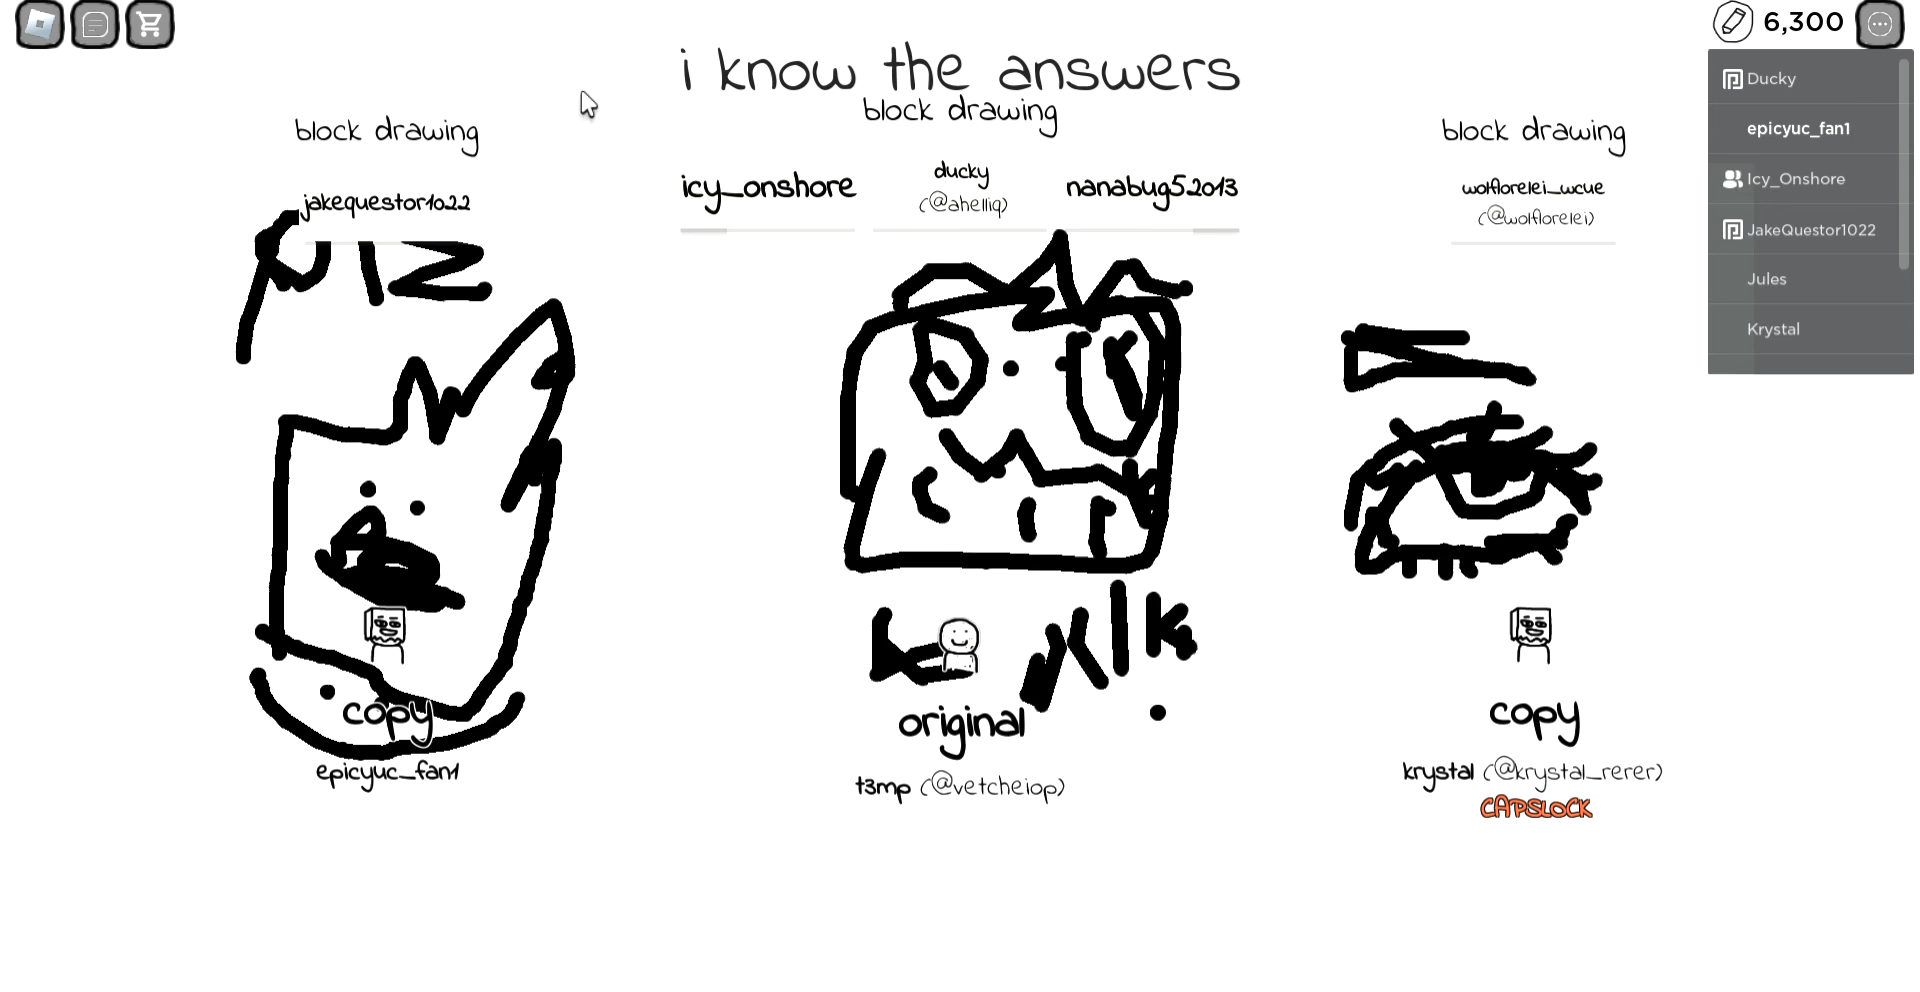 6,300
i know the answers
block drawing
block drawing
block drawing
jakequestor1022
icy_onshore
ducky
(@ahelliq)
nanabug52013
wolflorelei_wcue
(@wolflorelei)
Ducky
epicyuc_fan1
Icy_Onshore
JakeQuestor1022
Jules
Krystal
copy
epicyuc_fan1
original
t3mp (@vetcheiop)
copy
krystal (@krystal_rerer)
CAPSLOCK